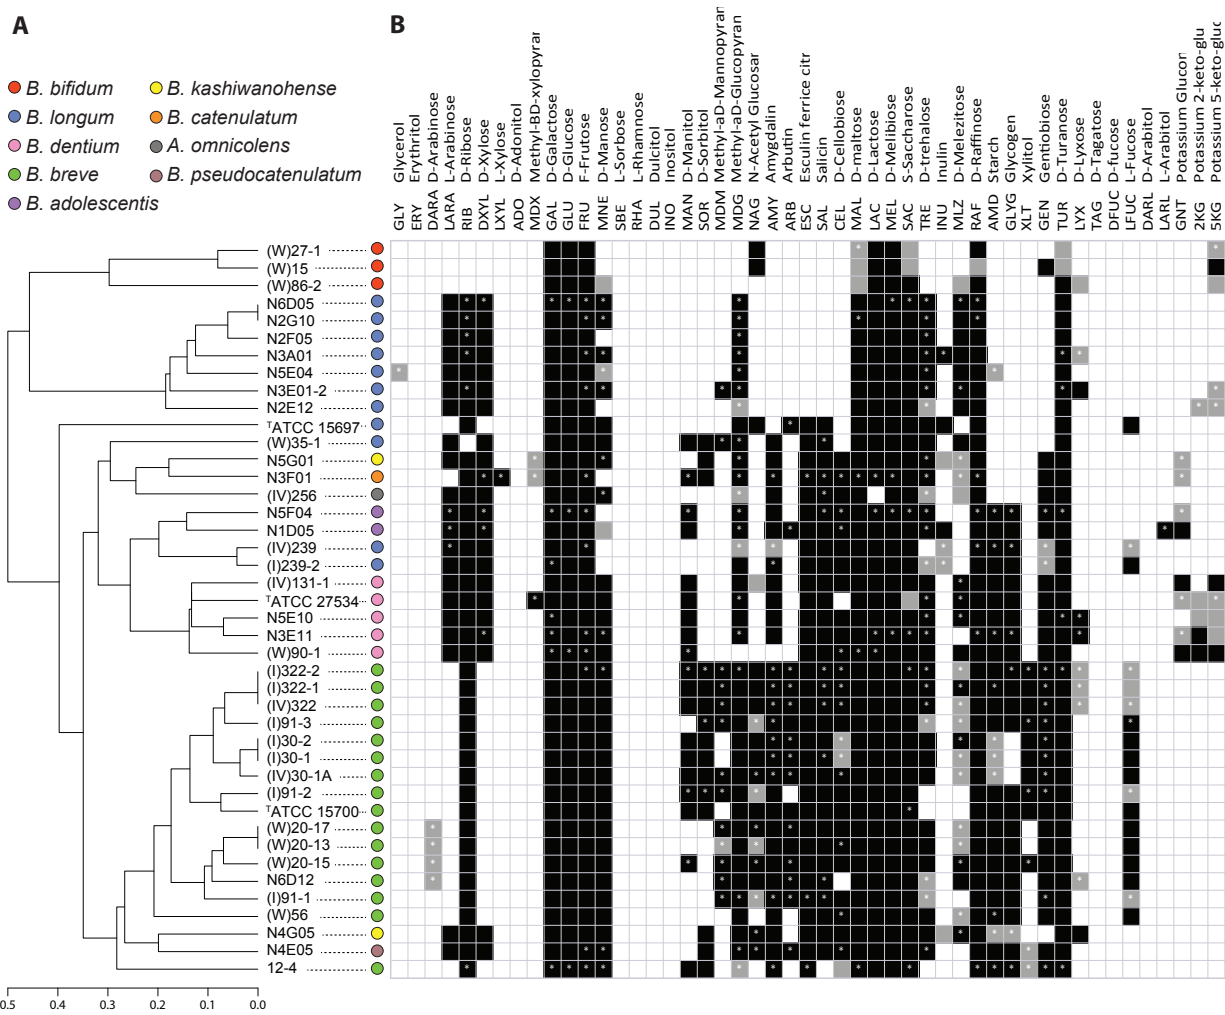 A
B
B. bifidum
B. kashiwanohense
B. longum
B. catenulatum
B. dentium
A. omnicolens
B. breve
B. pseudocatenulatum
B. adolescentis
Glycerol
Erythritol
D-Arabinose
L-Arabinose
D-Ribose
D-Xylose
L-Xylose
D-Adonitol
Methyl-BD-xylopyrar
D-Galactose
D-Glucose
F-Frutose
D-Manose
L-Sorbose
L-Rhamnose
Dulcitol
Inositol
D-Manitol
D-Sorbitol
Methyl-aD-Mannopyran
Methyl-aD-Glucopyran
N-Acetyl Glucosar
Amygdalin
Arbutin
Esculin ferrice citr
Salicin
D-Cellobiose
D-Maltose
D-Lactose
D-Melibiose
S-Saccharose
D-trehalose
Inulin
D-Melezitose
D-Raffinose
Starch
Glycogen
Xylitol
Gentiobiose
D-Turanose
D-Lyxose
D-Tagatose
D-fucose
L-Fucose
D-Arabitol
L-Arabitol
Potassium Glucor
Potassium 2-keto-glu
Potassium 5-keto-gluc
GLY
ERY
DARA
LARA
RIB
DXYL
LXYL
ADO
MDX
GAL
GLU
FRU
MNE
SBE
RHA
DUL
INO
MAN
SOR
MDM
MDG
NAG
AMY
ARB
ESC
SAL
CEL
MAL
LAC
MEL
SAC
TRE
INU
MLZ
RAF
AMD
GLYG
XLT
GEN
TUR
LYX
TAG
DFUC
LFUC
DARL
LARL
GNT
2KG
5KG
(W)27-1
(W)15
(W)86-2
N6D05
N2G10
N2F05
N3A01
N5E04
N3E01-2
N2E12
TATCC 15697
(W)35-1
N5G01
N3F01
(IV)256
N5F04
N1D05
(IV)239
(I)239-2
(IV)131-1
TATCC 27534
N5E10
N3E11
(W)90-1
(I)322-2
(I)322-1
(IV)322
(I)91-3
(I)30-2
(I)30-1
(IV)30-1A
(I)91-2
TATCC 15700
(W)20-17
(W)20-13
(W)20-15
N6D12
(I)91-1
(W)56
N4G05
N4E05
12-4
0.5 0.4 0.3 0.2 0.1 0.0